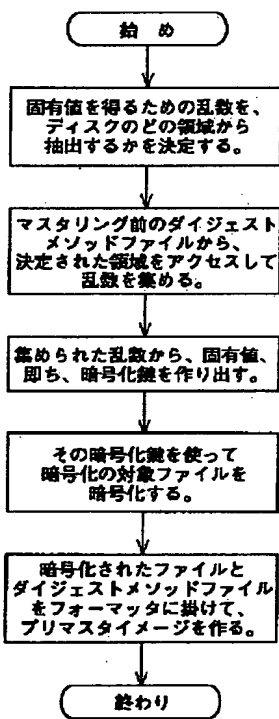 始め
固有値を得るための乱数を、
ディスクのどの領域から
抽出するかを決定する。
マスタリング前のダイジェスト
メソッドファイルから、
決定された領域をアクセスして
乱数を集める。
集められた乱数から、固有値、
即ち、暗号化鍵を作り出す。
その暗号化鍵を使って
暗号化の対象ファイルを
暗号化する。
暗号化されたファイルと
ダイジェストメソッドファイル
をフォーマッタに掛けて、
プリマスタイメージを作る。
終わり